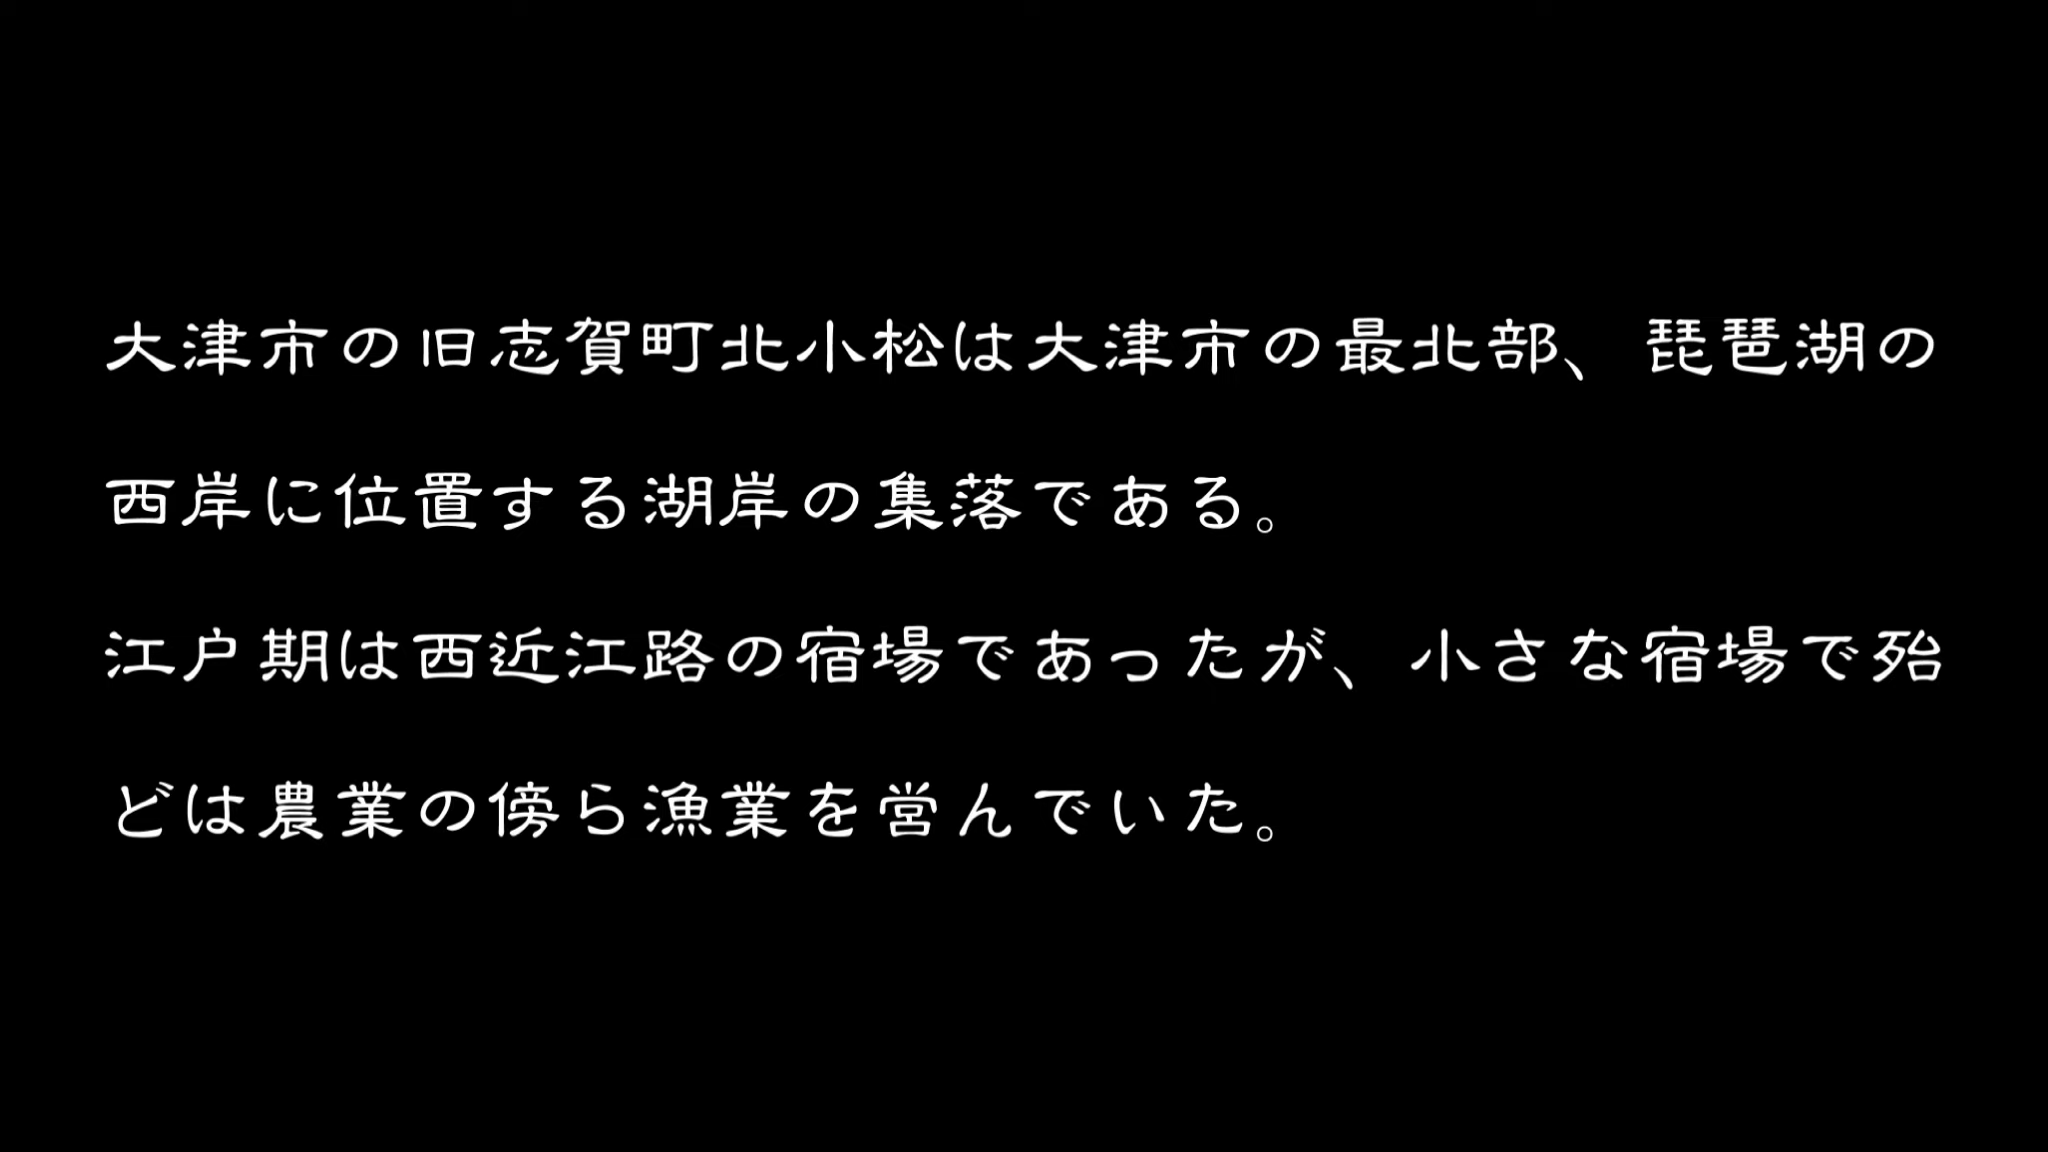 大津市の旧志賀町北小松は大津市の最北部、琵琶湖の
西岸に位置する湖岸の集落である。
江戸期は西近江路の宿場であったが、小さな宿場で殆
どは農業の傍ら漁業を営んでいた。